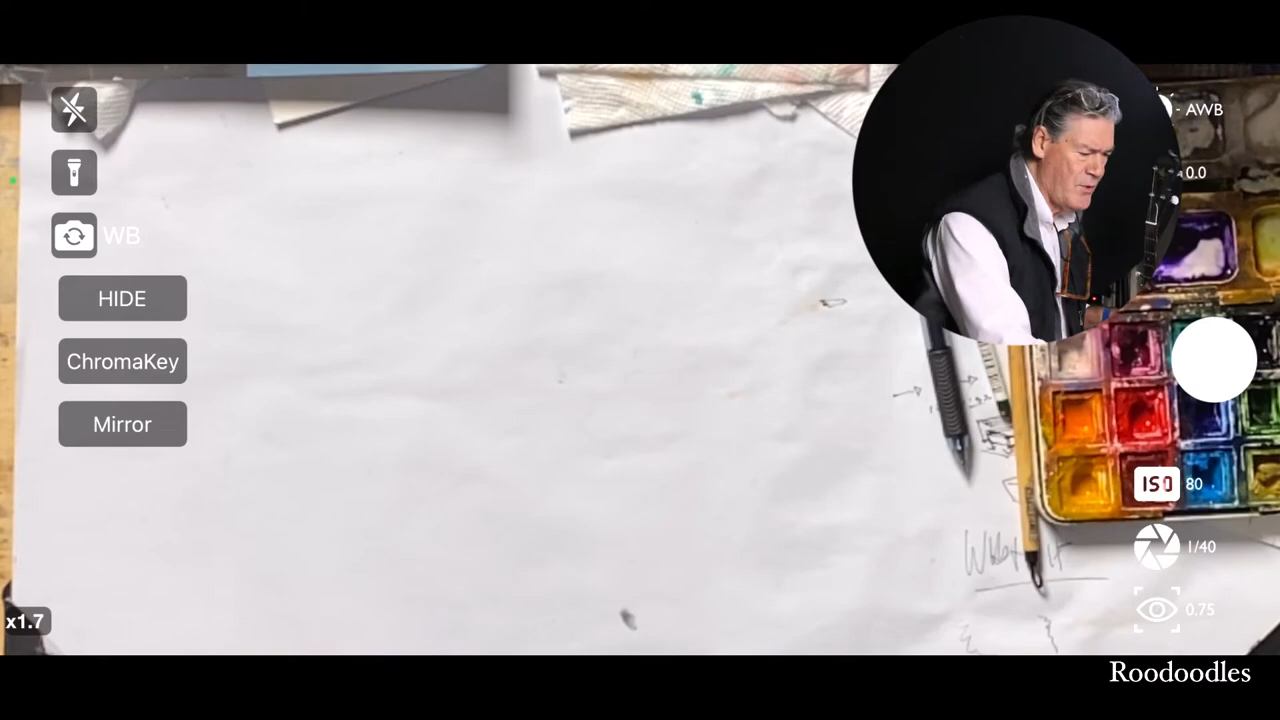 AWB
0.0
WB
HIDE
ChromaKey
Mirror
ISO 80
1/40
x1.7
0.75
Roodoodles